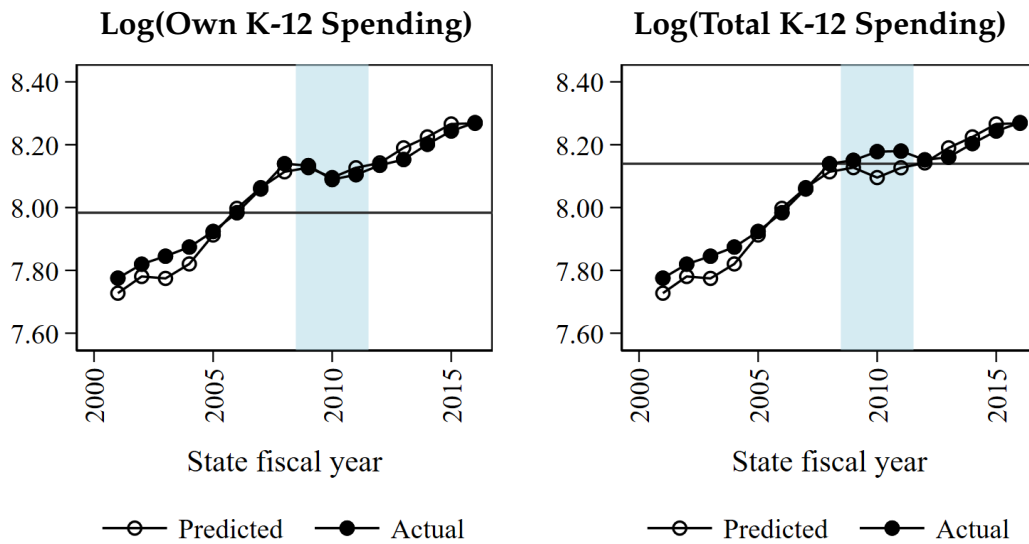 Log(Own K-12 Spending)
8.40
8.20
8.00
7.80
7.60
2000
2005
2010
2015
State fiscal year
Predicted
Actual
Log(Total K-12 Spending)
8.40
8.20
8.00
7.80
7.60
2000
2005
2010
2015
State fiscal year
Predicted
Actual